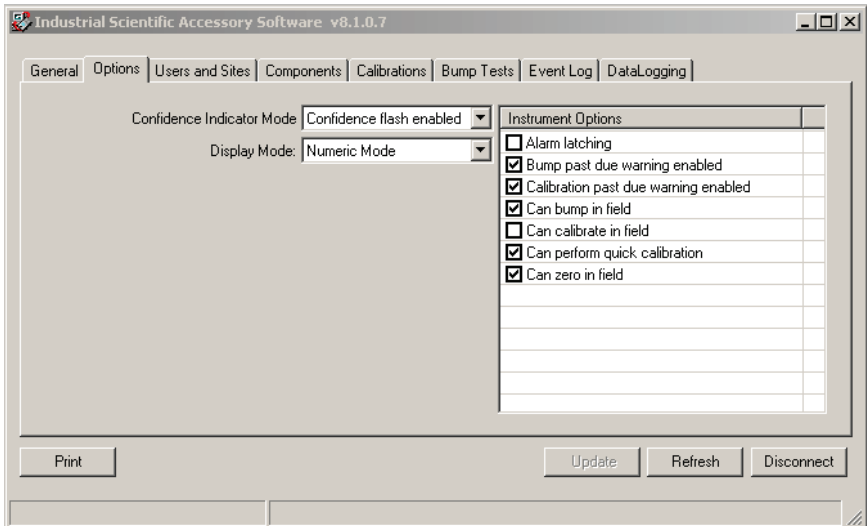 Industrial Scientific Accessory Software v8.1.0.7
General Options Users and Sites Components Calibrations Bump Tests Event Log DataLogging
Confidence Indicator Mode Confidence flash enabled
Display Mode: Numeric Mode
Instrument Options
Alarm latching
Bump past due warning enabled
Calibration past due warning enabled
Can bump in field
Can calibrate in field
Can perform quick calibration
Can zero in field
Print Update Refresh Disconnect